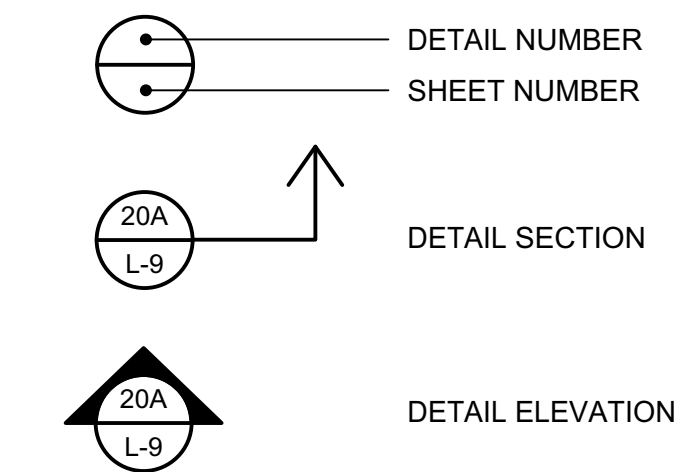 DETAIL NUMBER
SHEET NUMBER
20A
L-9
DETAIL SECTION
20A
L-9
DETAIL ELEVATION